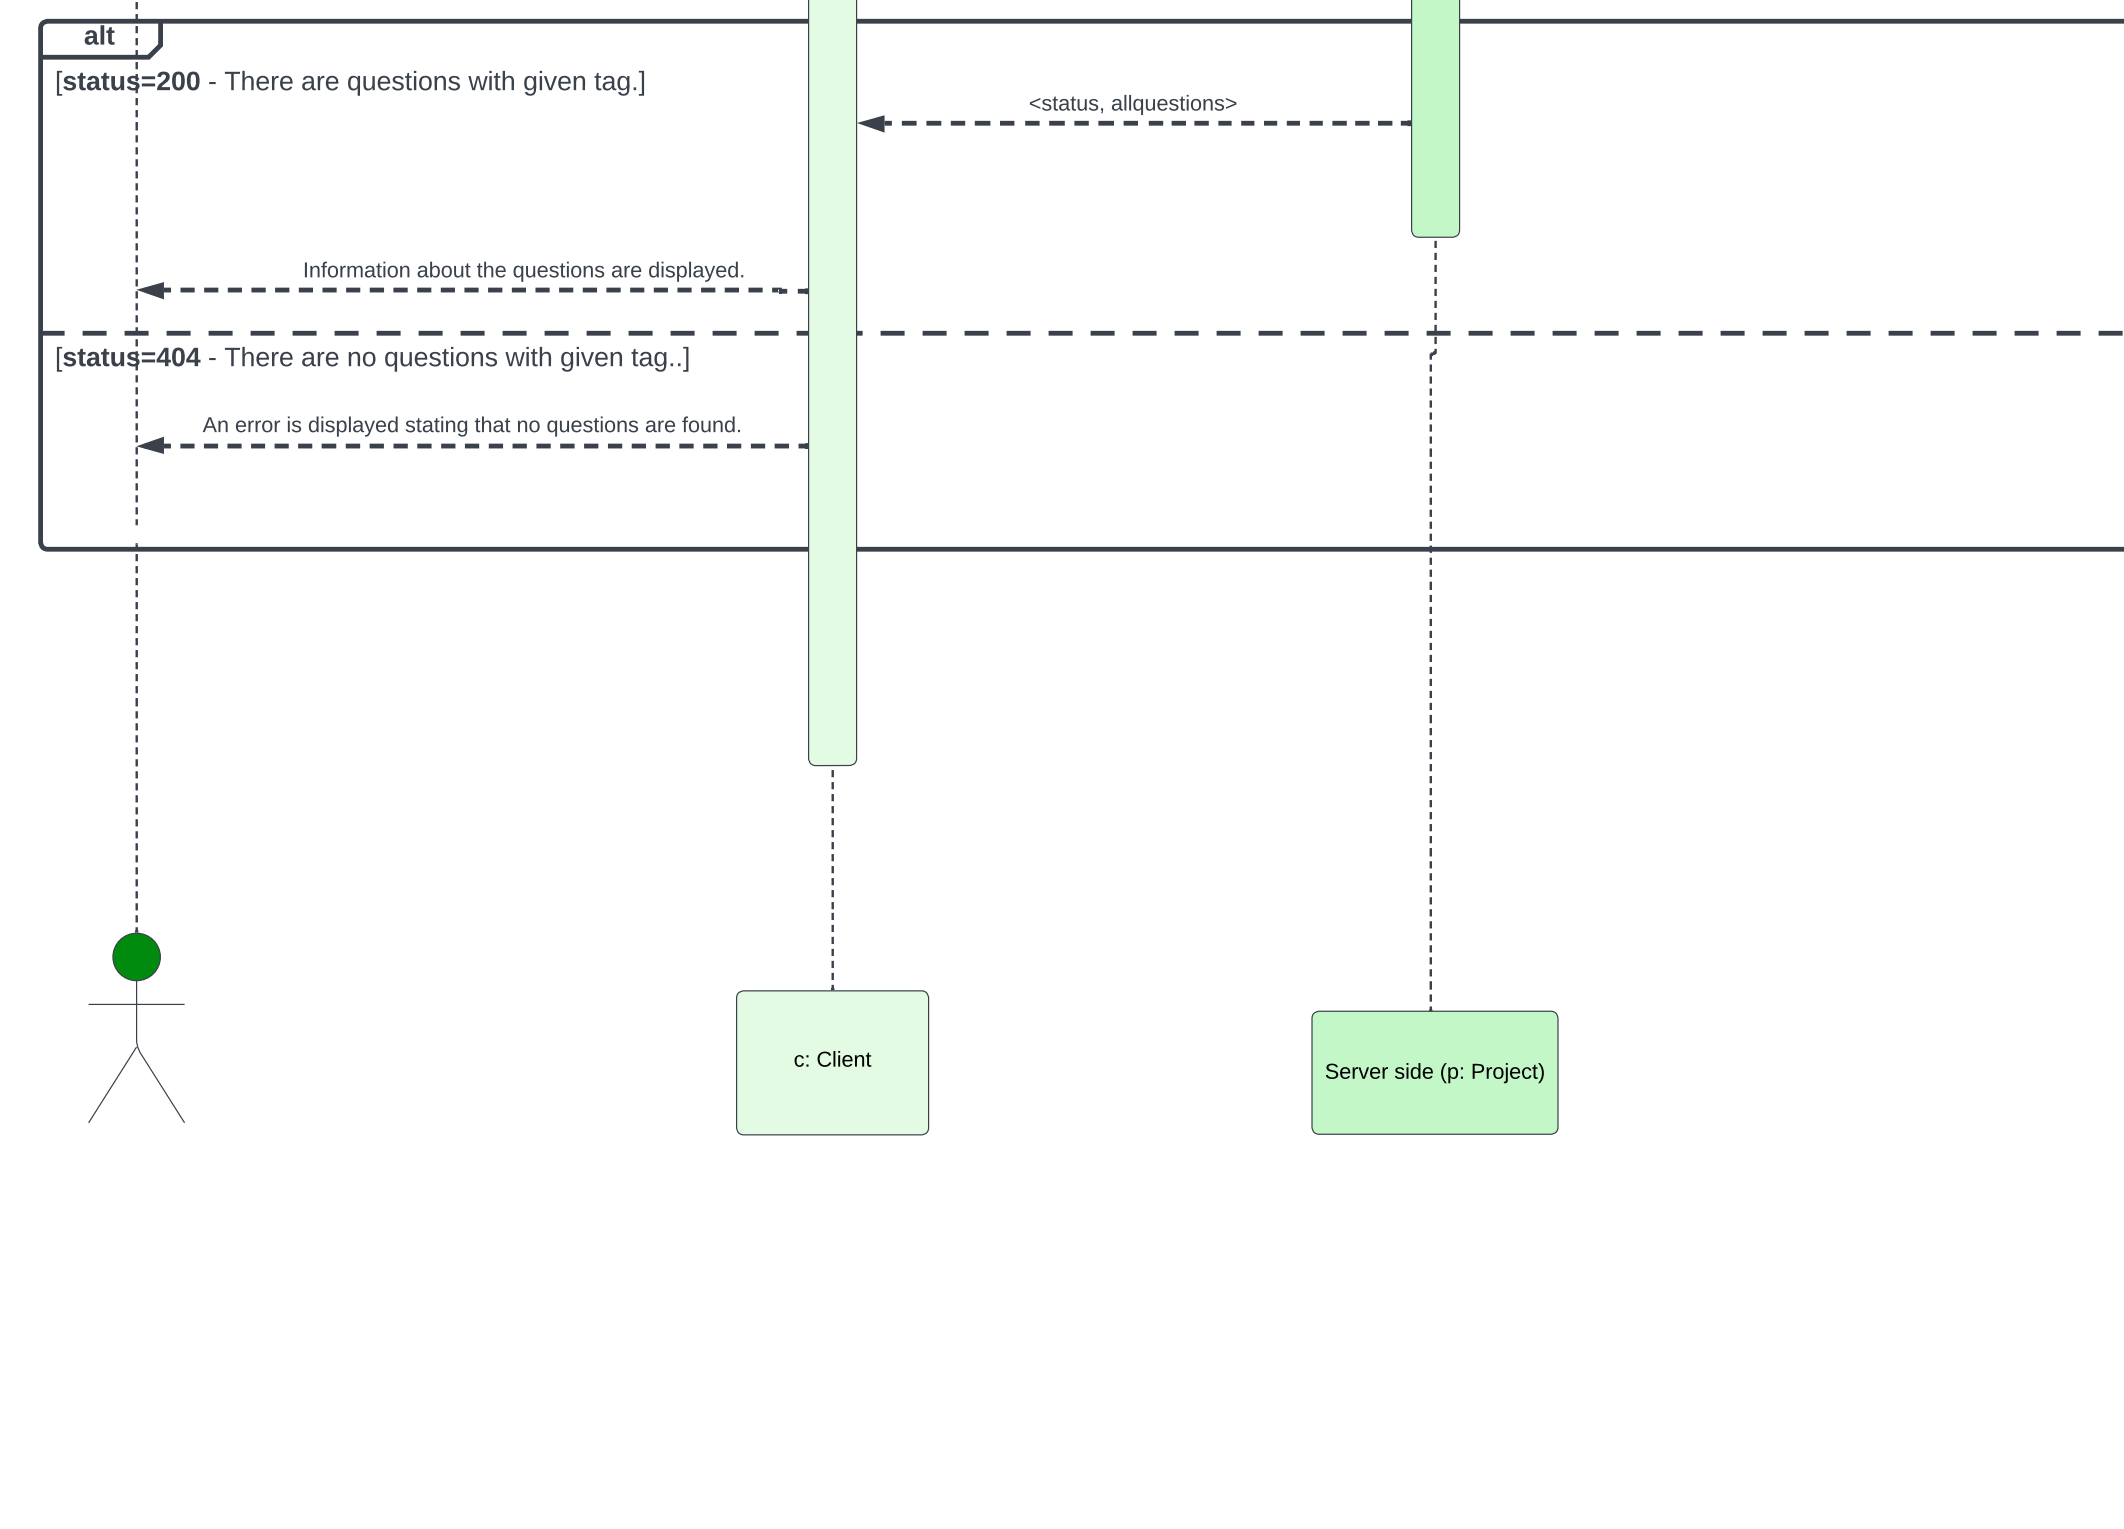 alt
[status=200 - There are questions with given tag.]
<status, allquestions>
Information about the questions are displayed.
[status=404 - There are no questions with given tag..]
An error is displayed stating that no questions are found.
c: Client
Server side (p: Project)